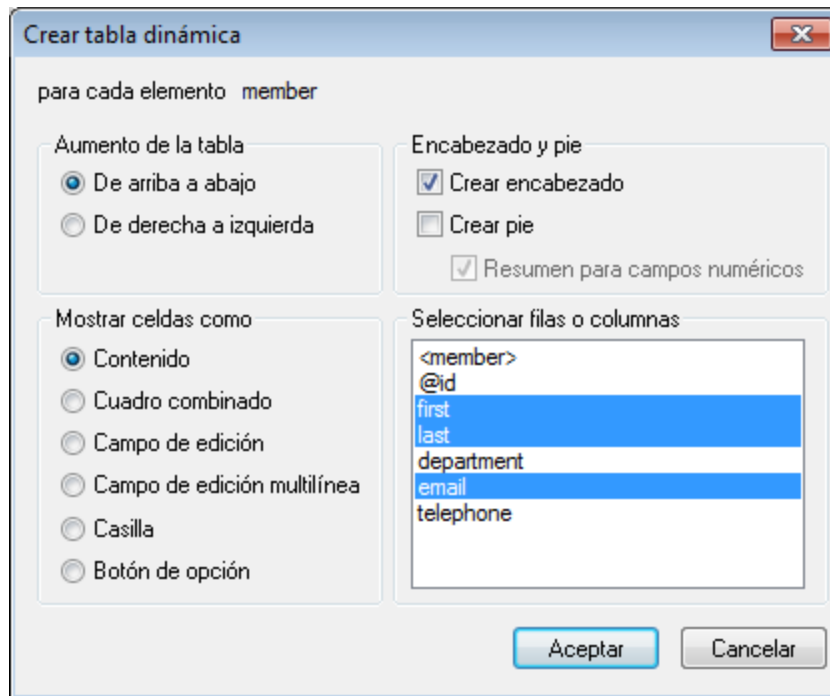 Crear tabla dinámica
para cada elemento member
Aumento de la tabla
De arriba a abajo
De derecha a izquierda
Encabezado y pie
Crear encabezado
Crear pie
Resumen para campos numéricos
Mostrar celdas como
Contenido
Cuadro combinado
Campo de edición
Campo de edición multilínea
Casilla
Botón de opción
Seleccionar filas o columnas
<member>
@id
first
last
department
email
telephone
Aceptar
Cancelar